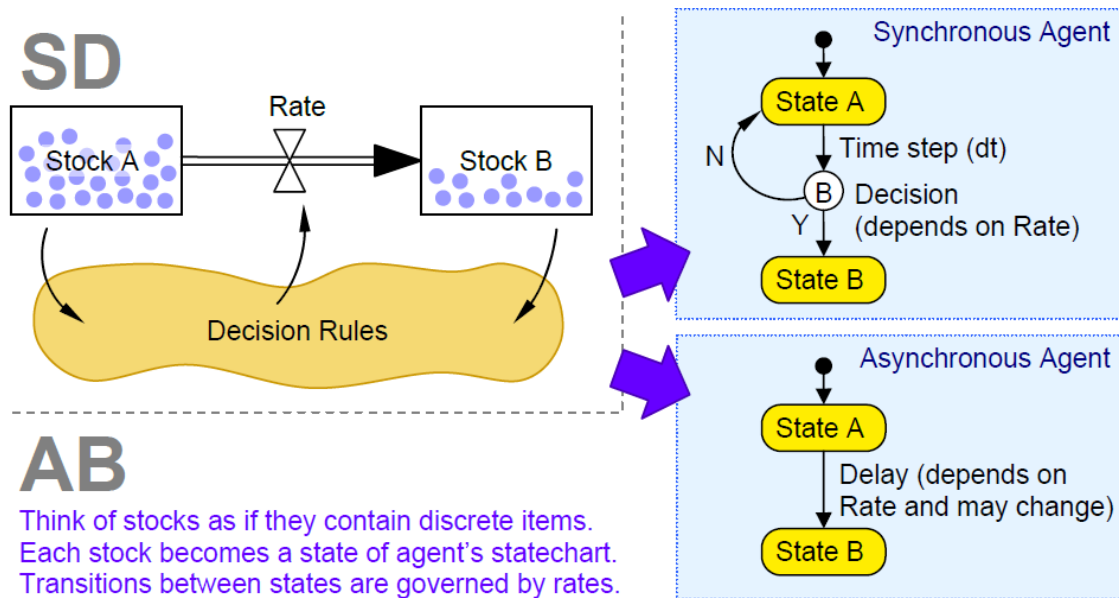 SD
Rate
Stock A
Stock B
Decision Rules
AB
Think of stocks as if they contain discrete items.
Each stock becomes a state of agent's statechart.
Transitions between states are governed by rates.
Synchronous Agent
State A
N
Time step (dt)
B
Decision
(depends on Rate)
Y
State B
Asynchronous Agent
State A
Delay (depends on
Rate and may change)
State B